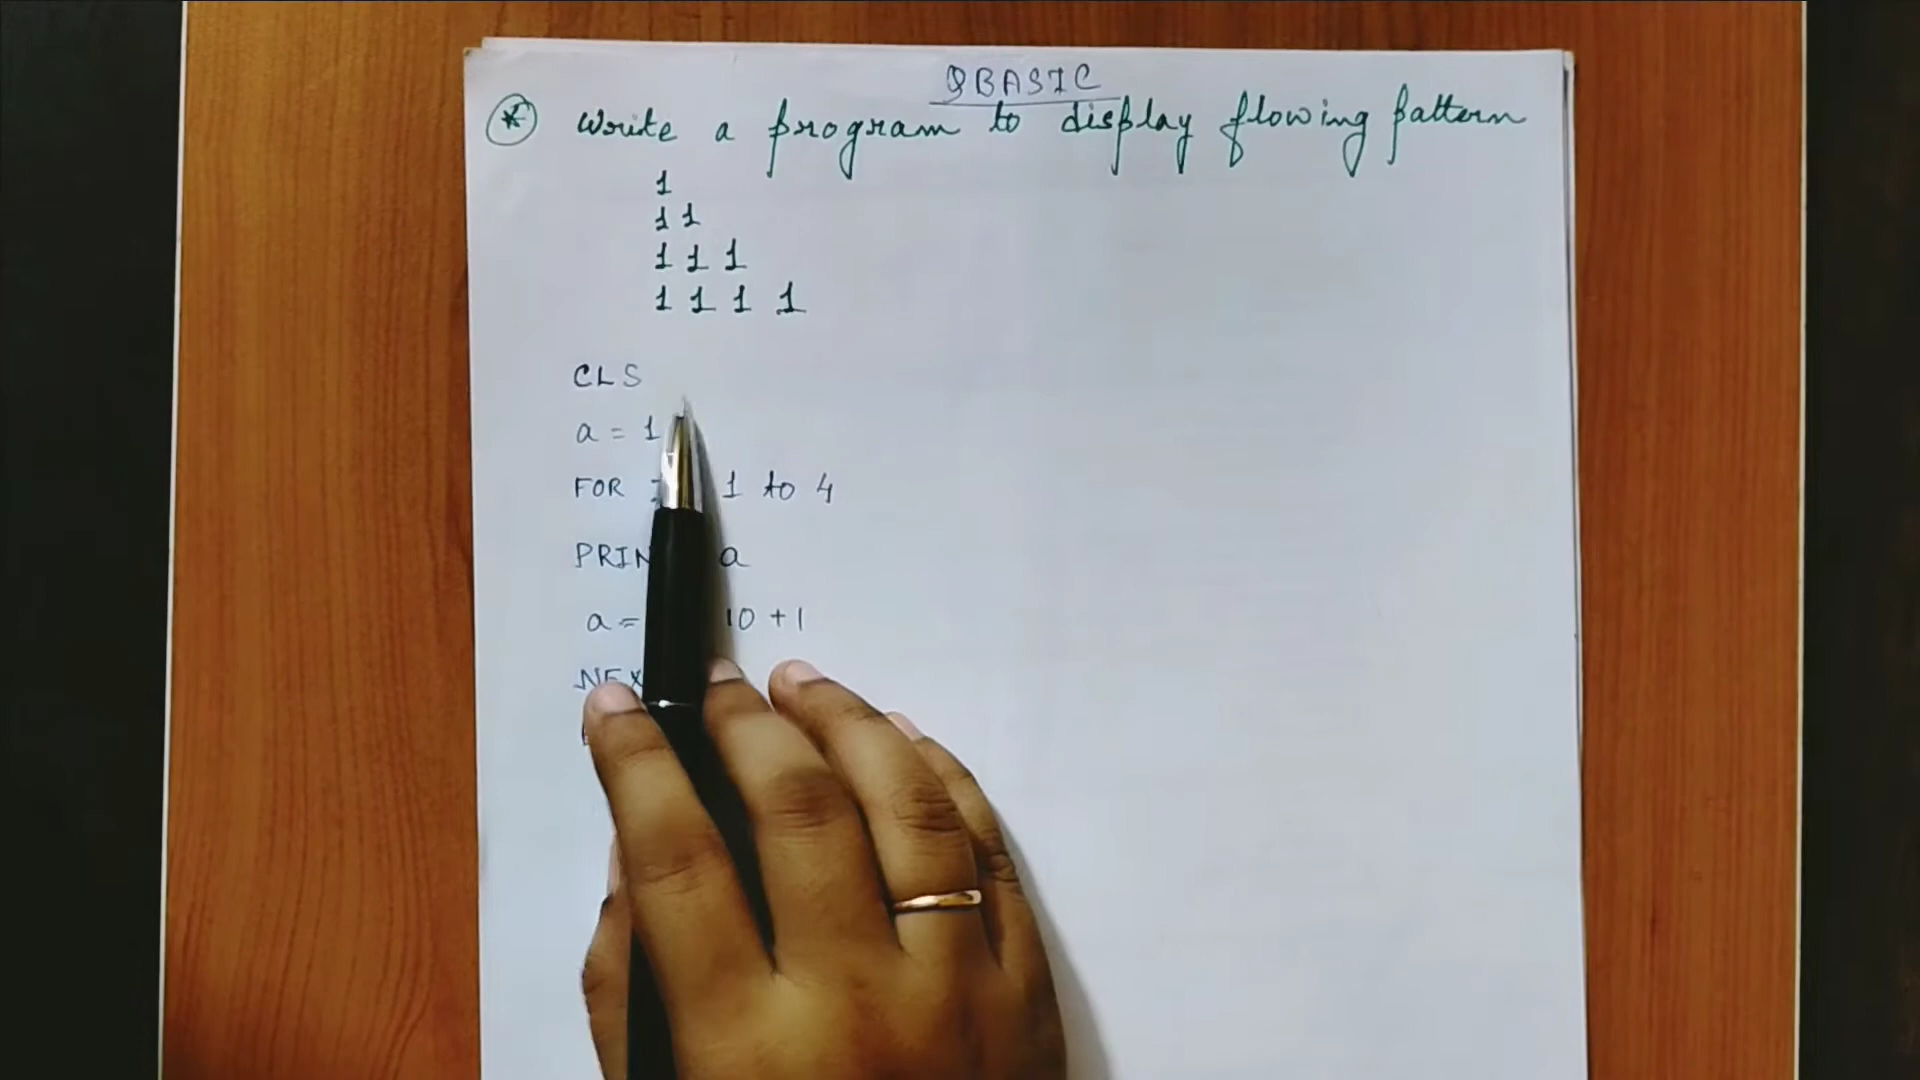 QBASIC
* Write a program to display flowing pattern
1
1 1
1 1 1
1 1 1 1
CLS
a = 1
FOR 1 to 4
PRIN a
a = 10 + 1
NEX